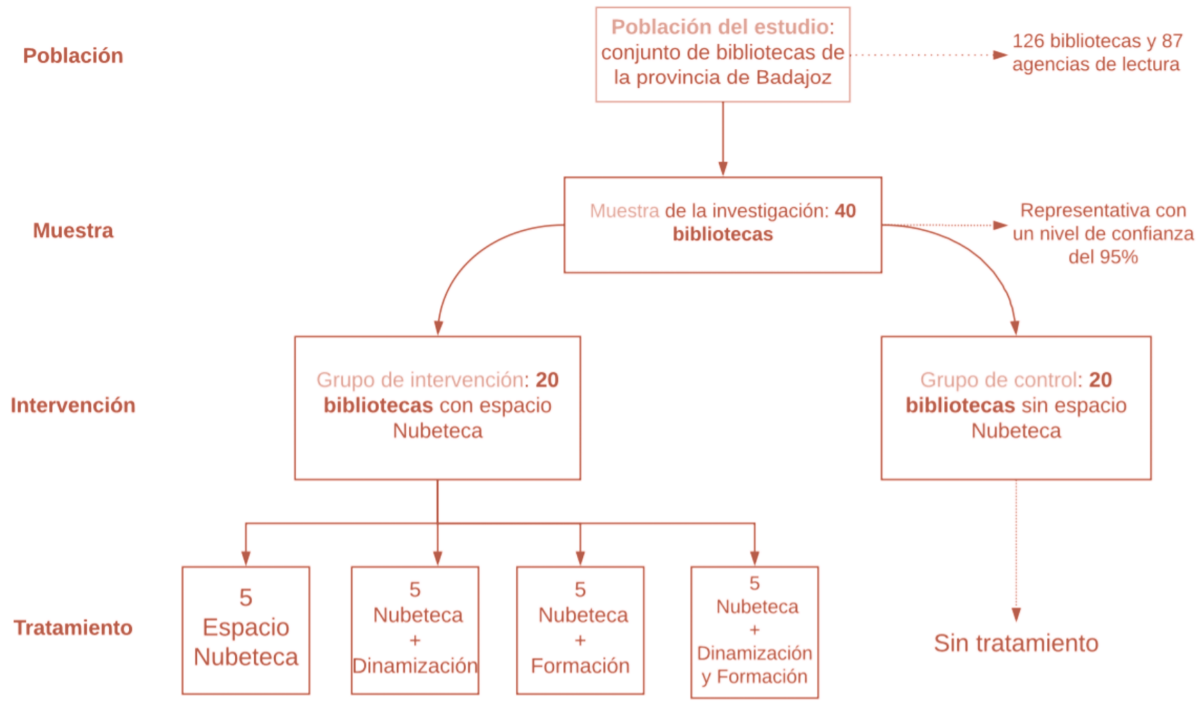 Población
Población del estudio:
conjunto de bibliotecas de
la provincia de Badajoz
126 bibliotecas y 87
agencias de lectura
Muestra
Muestra de la investigación: 40
bibliotecas
Representativa con
un nivel de confianza
del 95%
Intervención
Grupo de intervención: 20
bibliotecas con espacio
Nubeteca
Grupo de control: 20
bibliotecas sin espacio
Nubeteca
Tratamiento
5
Espacio
Nubeteca
5
Nubeteca
+
Dinamización
5
Nubeteca
+
Formación
5
Nubeteca
+
Dinamización
y Formación
Sin tratamiento